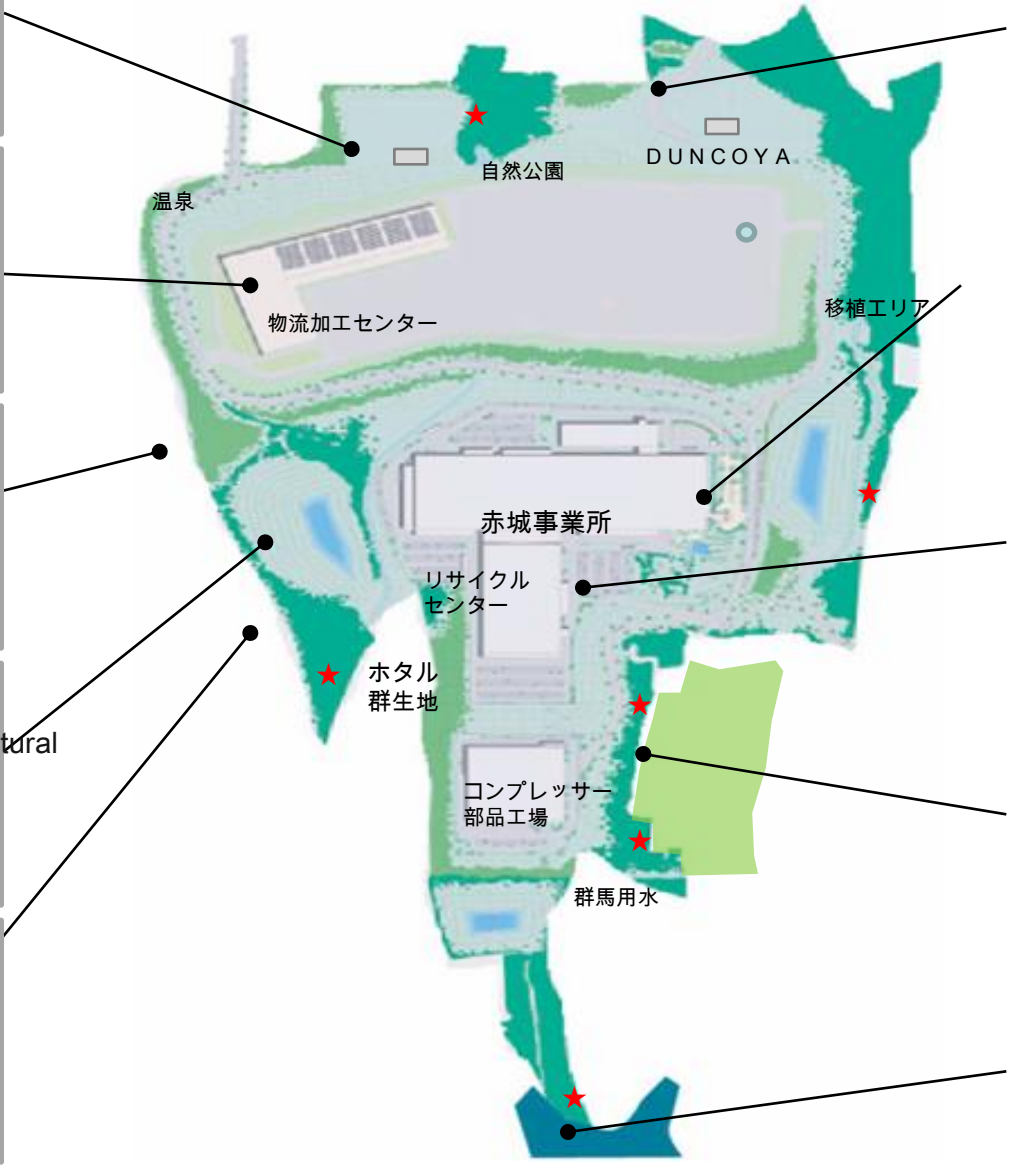 自然公園
DUNCOYA
温泉
物流加工センター
移植エリア
赤城事業所
リサイクル
センター
ホタル
群生地
tural
コンプレッサー
部品工場
群馬用水